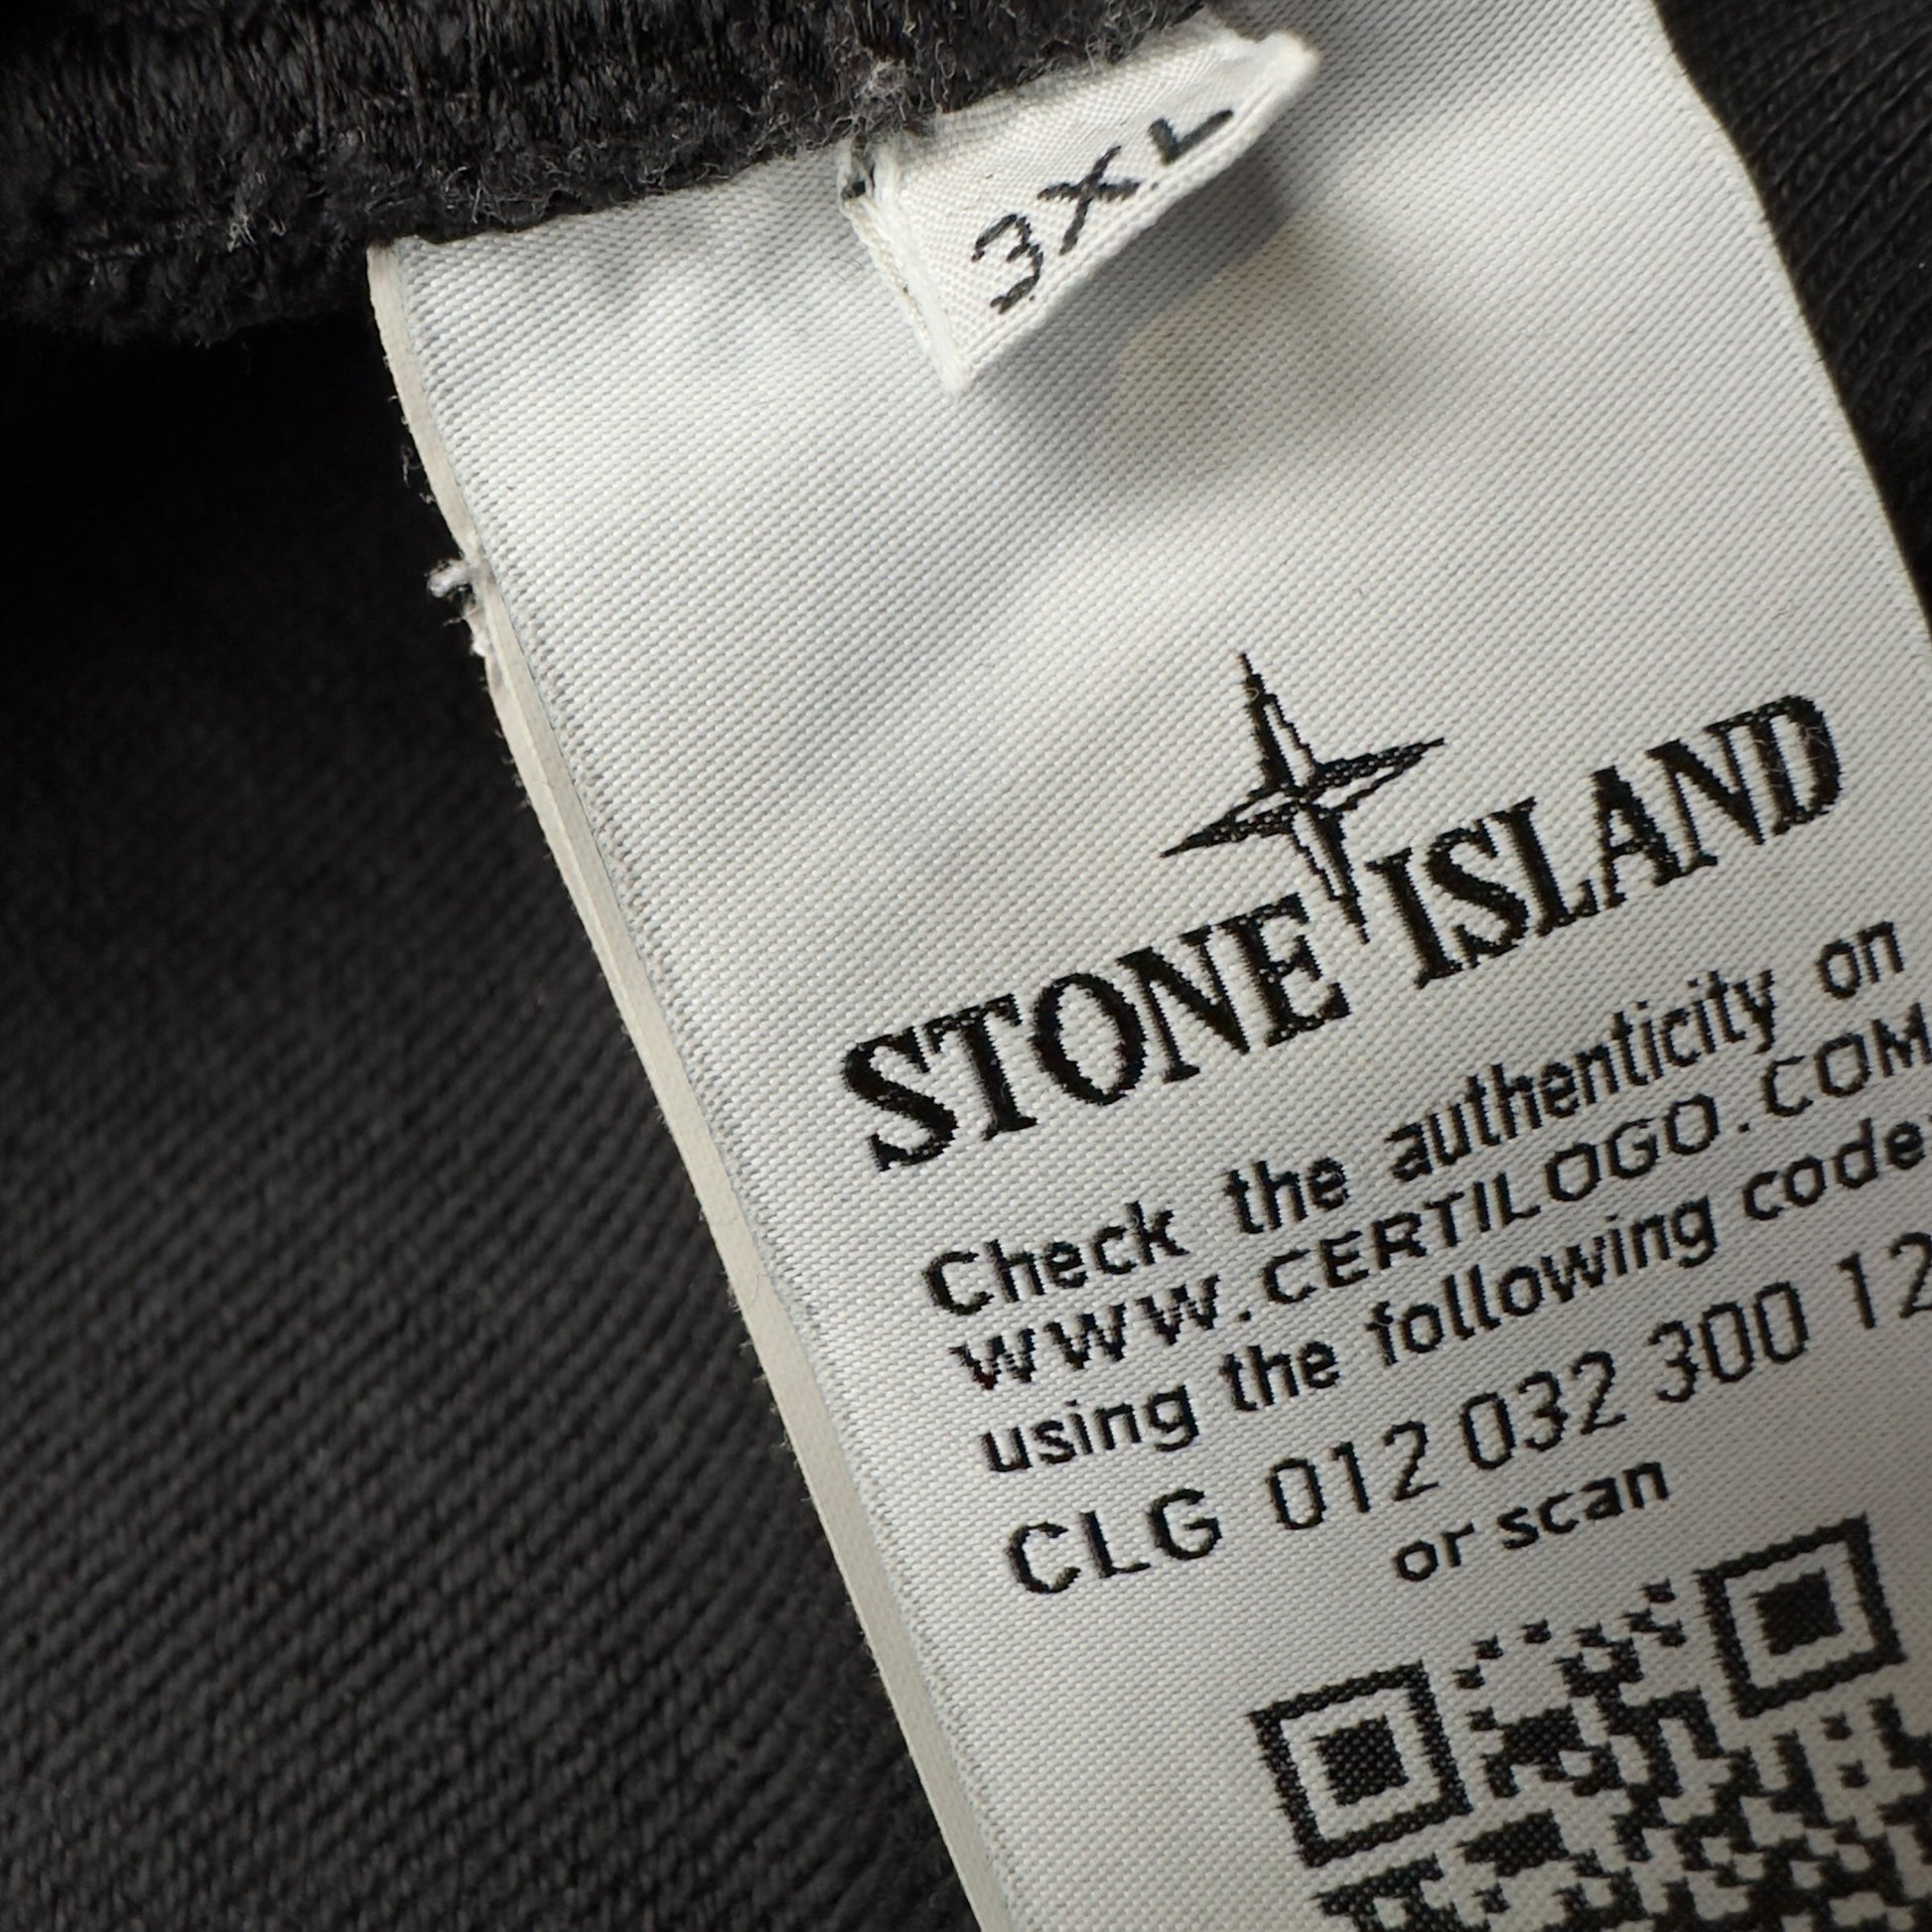 3XL
STONE ISLAND
Check the authenticity on
WWW.CERTILOGO.COM
using the following code
CLG 012 032 300 12
or scan